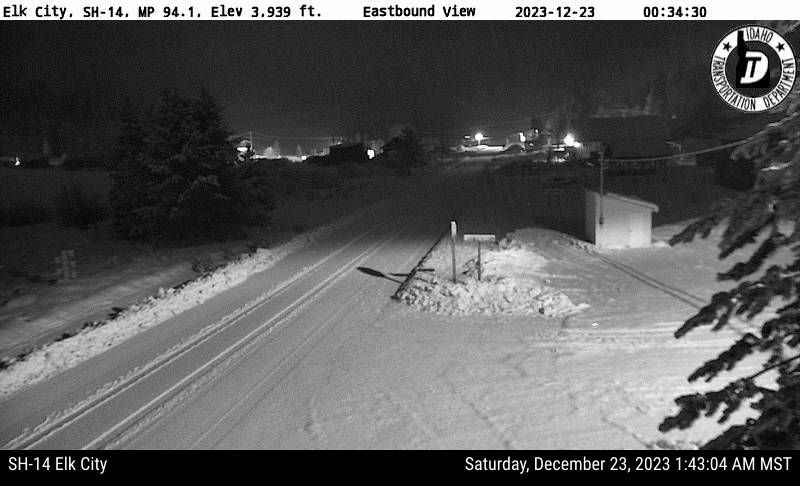 Elk City, SH-14, MP 94.1, Elev 3,939 ft. Eastbound View 2023-12-23 00:34:30
IDAHO
TRANSPORTATION DEPARTMENT
SH-14 Elk City Saturday, December 23, 2023 1:43:04 AM MST